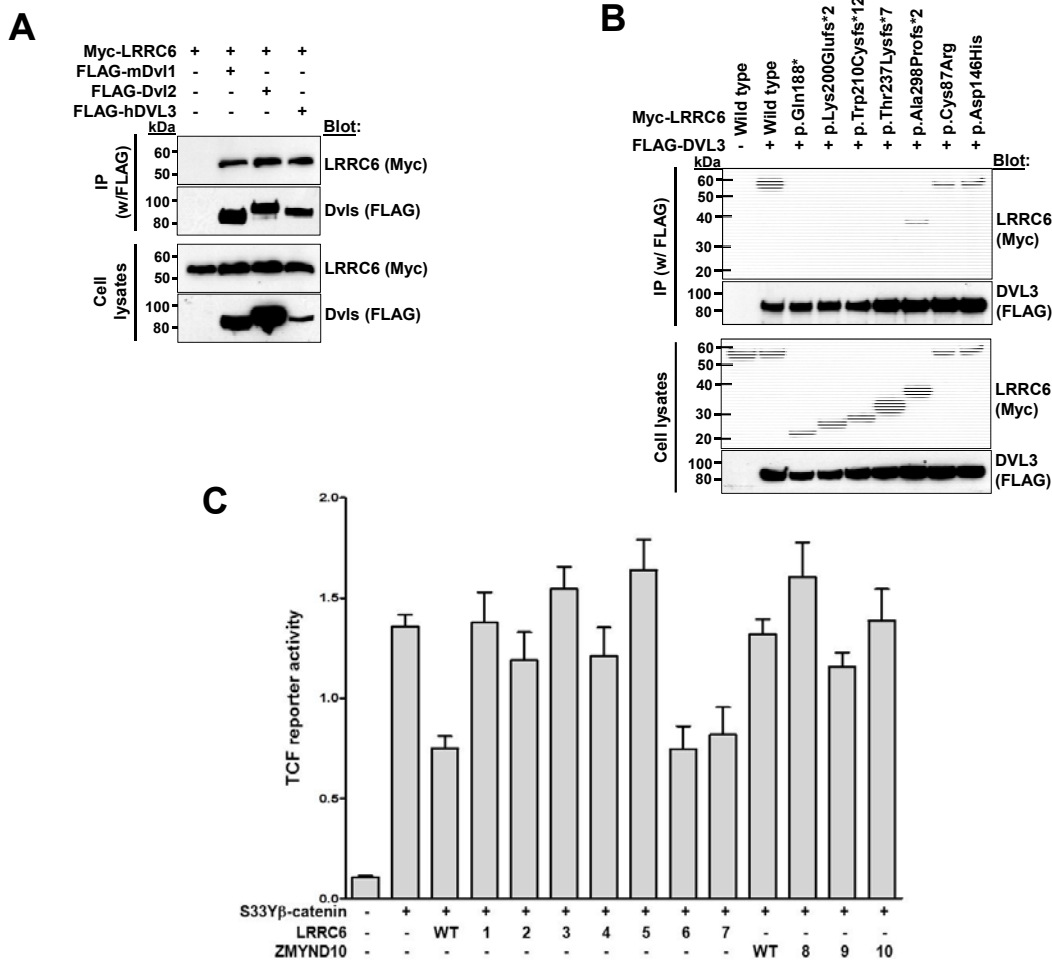 A
Myc-LRRC6 + + + +
FLAG-mDvl1 - + - -
FLAG-Dvl2 - - + -
FLAG-hDVL3 - - - +
kDa
Blot:
IP (w/FLAG)
60
50
LRRC6 (Myc)
100
80
Dvls (FLAG)
Cell lysates
60
50
LRRC6 (Myc)
100
80
Dvls (FLAG)
B
Myc-LRRC6
Wild type
Wild type
p.Gln188*
p.Lys200Glufs*2
p.Trp210Cysfs*12
p.Thr237Lysfs*7
p.Ala298Profs*2
p.Cys87Arg
p.Asp146His
FLAG-DVL3 - + + + + + + + +
kDa
Blot:
IP (w/ FLAG)
60
50
40
30
20
LRRC6
(Myc)
100
80
DVL3
(FLAG)
Cell lysates
60
50
40
30
20
LRRC6
(Myc)
100
80
DVL3
(FLAG)
C
TCF reporter activity
2.0
1.5
1.0
0.5
0.0
S33Yβ-catenin - + + + + + + + + + + + + +
LRRC6 - - WT 1 2 3 4 5 6 7 - - - -
ZMYND10 - - - - - - - - - - WT 8 9 10